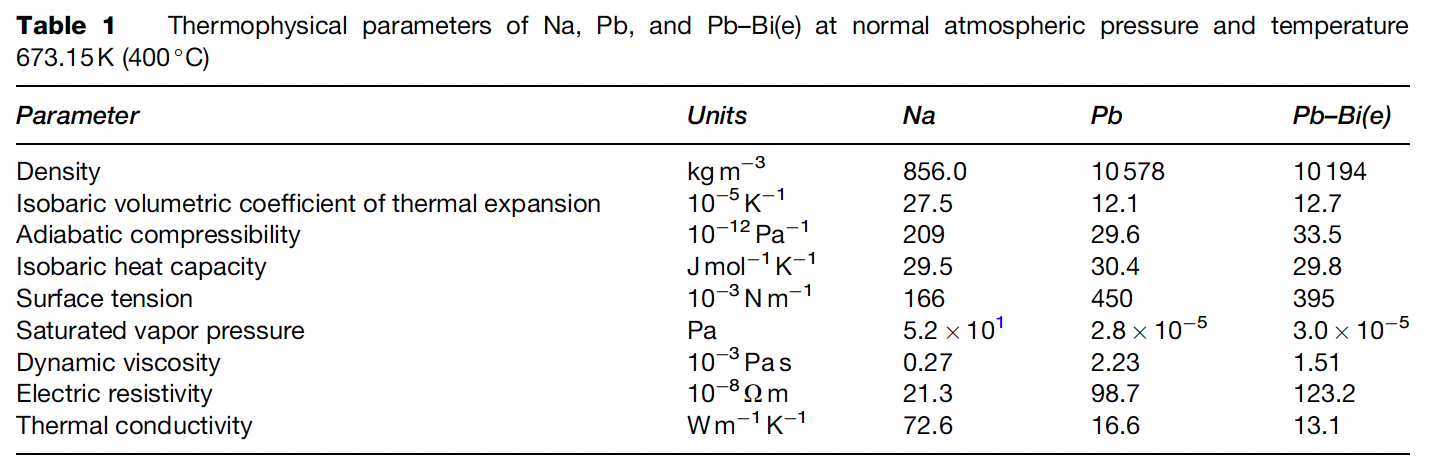 Table 1 Thermophysical parameters of Na, Pb, and Pb–Bi(e) at normal atmospheric pressure and temperature
673.15 K (400 °C)
Parameter Units Na Pb Pb–Bi(e)
Density kg m⁻³ 856.0 10 578 10 194
Isobaric volumetric coefficient of thermal expansion 10⁻⁵ K⁻¹ 27.5 12.1 12.7
Adiabatic compressibility 10⁻¹² Pa⁻¹ 209 29.6 33.5
Isobaric heat capacity J mol⁻¹ K⁻¹ 29.5 30.4 29.8
Surface tension 10⁻³ N m⁻¹ 166 450 395
Saturated vapor pressure Pa 5.2 × 10¹ 2.8 × 10⁻⁵ 3.0 × 10⁻⁵
Dynamic viscosity 10⁻³ Pa s 0.27 2.23 1.51
Electric resistivity 10⁻⁸ Ω m 21.3 98.7 123.2
Thermal conductivity W m⁻¹ K⁻¹ 72.6 16.6 13.1